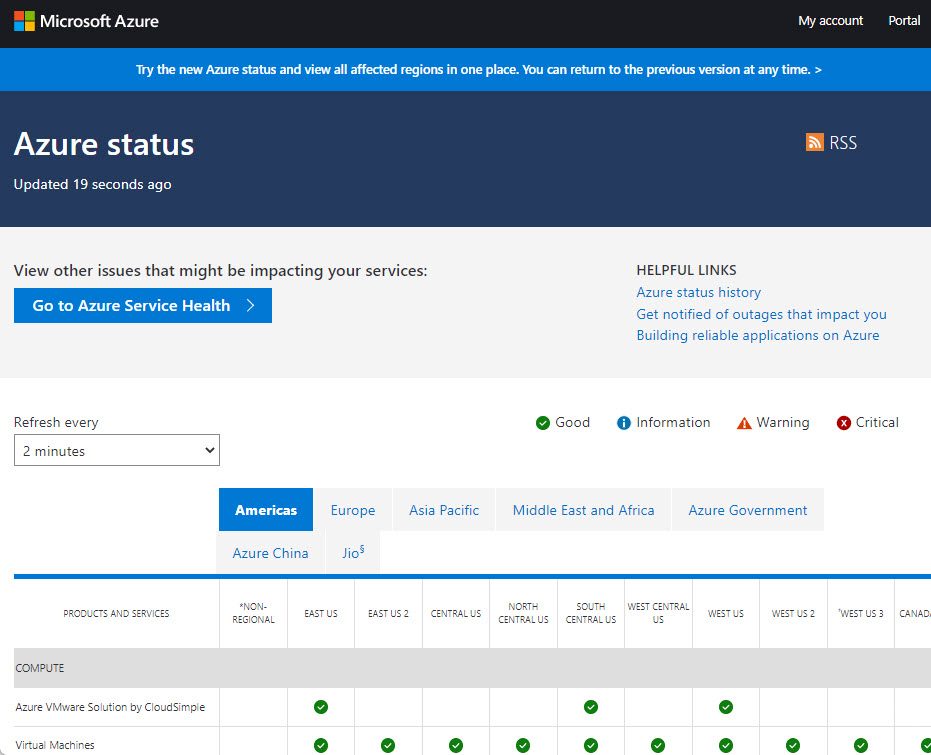 Microsoft Azure
My account
Portal
Try the new Azure status and view all affected regions in one place. You can return to the previous version at any time. >
Azure status
RSS
Updated 19 seconds ago
View other issues that might be impacting your services:
Go to Azure Service Health
HELPFUL LINKS
Azure status history
Get notified of outages that impact you
Building reliable applications on Azure
Refresh every
2 minutes
Good
Information
Warning
Critical
Americas
Europe
Asia Pacific
Middle East and Africa
Azure Government
Azure China
Jio§
PRODUCTS AND SERVICES
*NON-
REGIONAL
EAST US
EAST US 2
CENTRAL US
NORTH
CENTRAL US
SOUTH
CENTRAL US
WEST CENTRAL
US
WEST US
WEST US 2
†WEST US 3
COMPUTE
Azure VMware Solution by CloudSimple
Virtual Machines